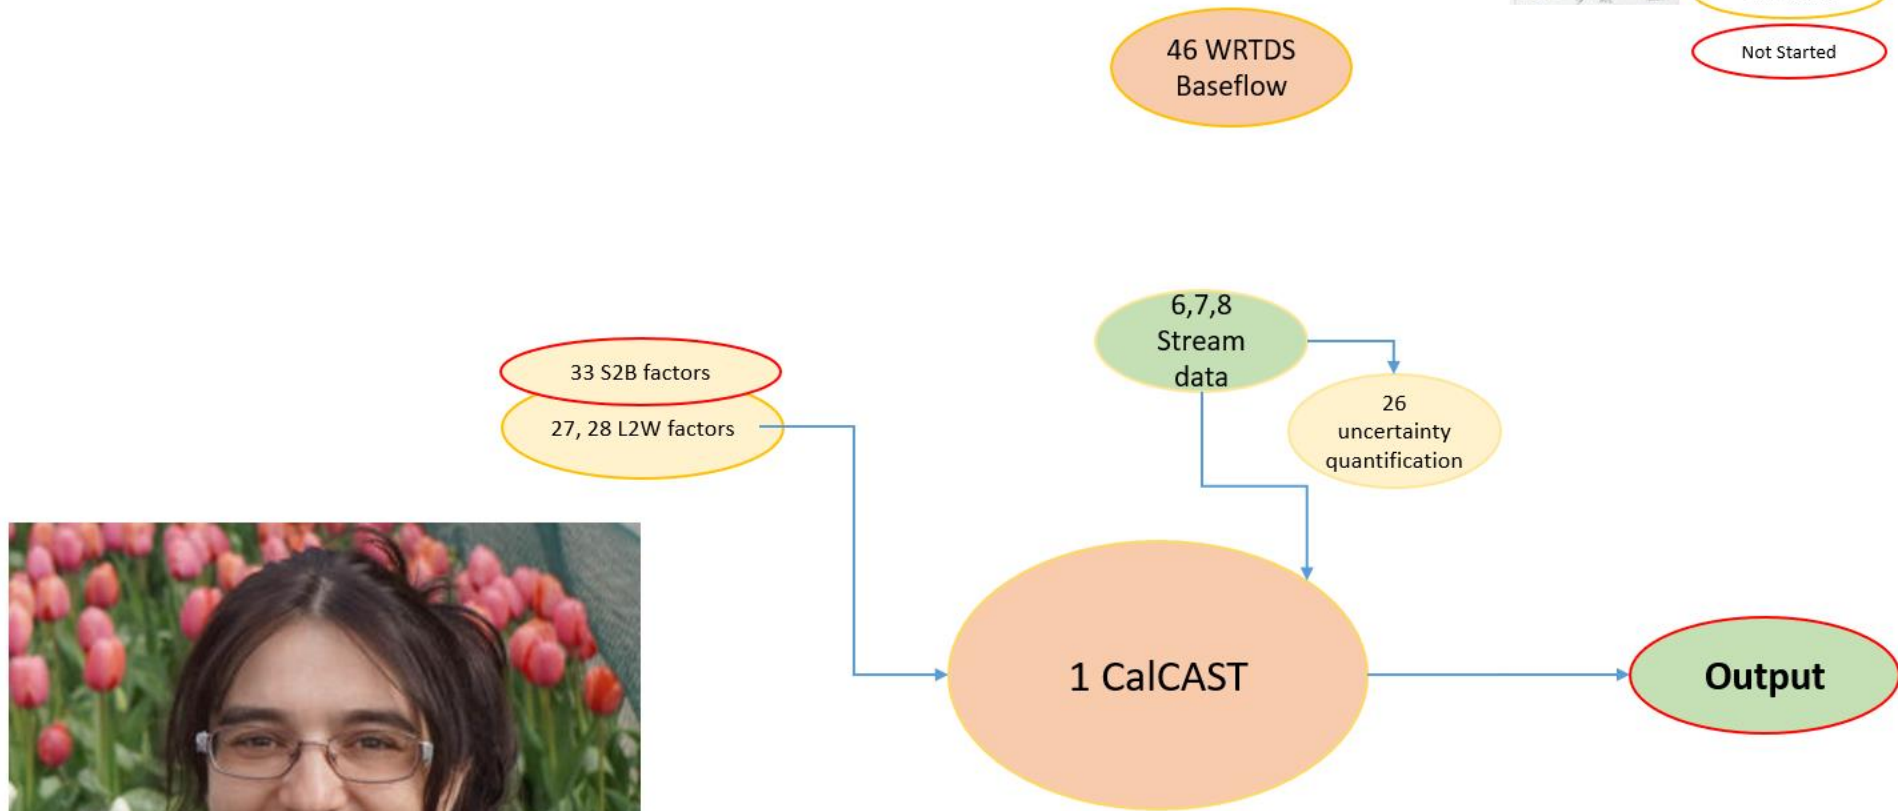 46 WRTDS
Baseflow
Not Started
6,7,8
Stream
data
33 S2B factors
27, 28 L2W factors
26
uncertainty
quantification
1 CalCAST
Output